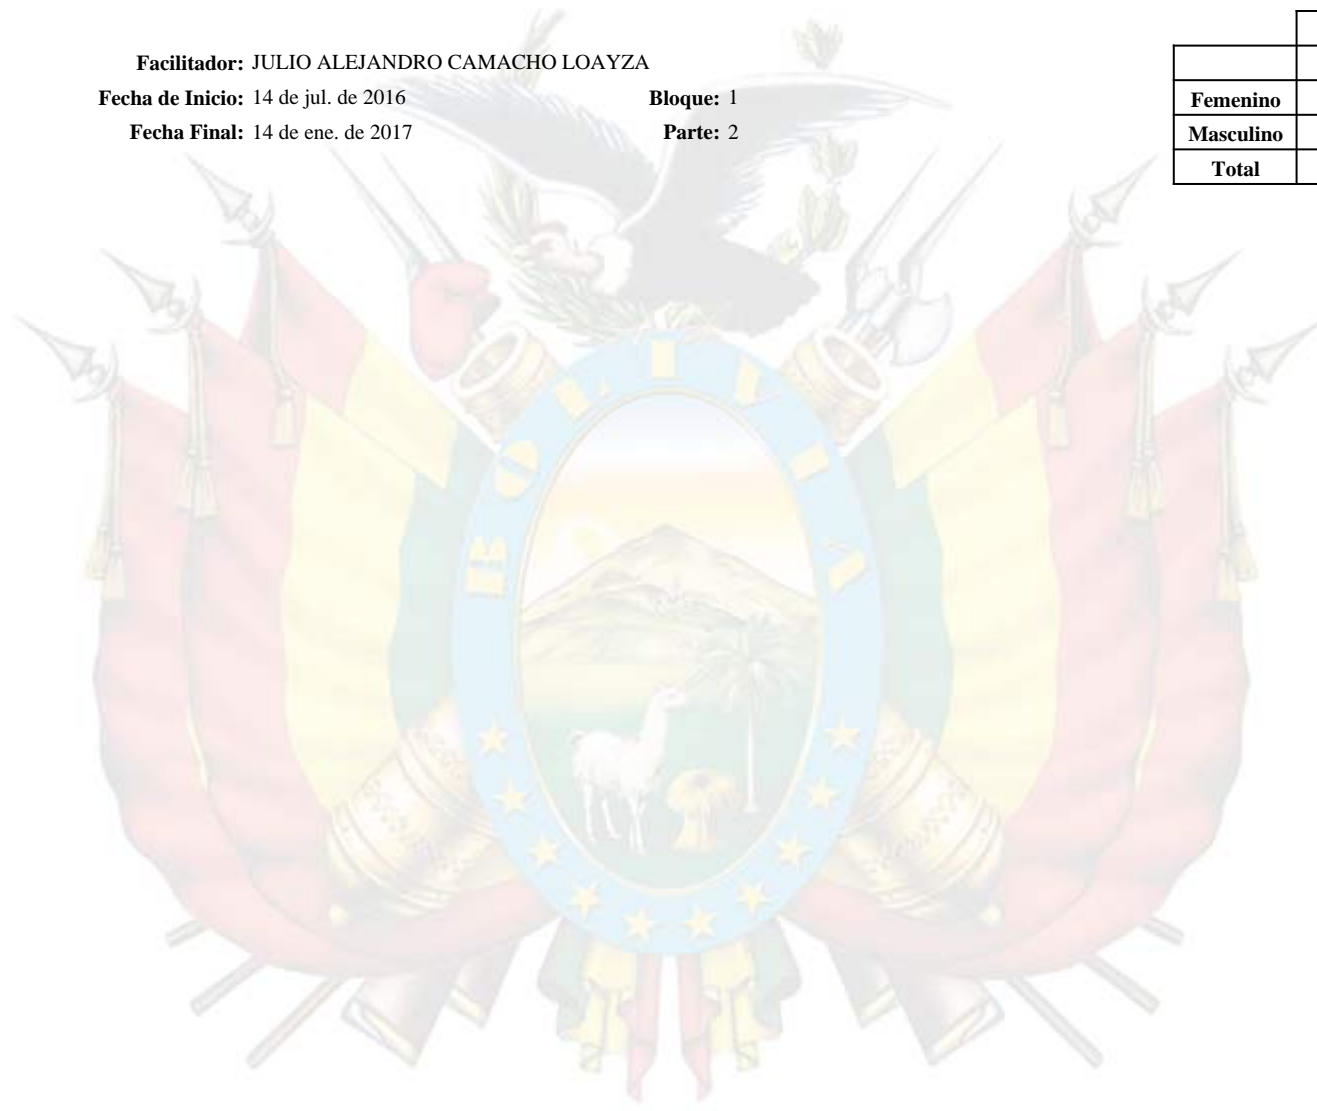 Facilitador: JULIO ALEJANDRO CAMACHO LOAYZA
Fecha de Inicio: 14 de jul. de 2016 Bloque: 1
Fecha Final: 14 de ene. de 2017 Parte: 2
Femenino
Masculino
Total
BOLIVIA